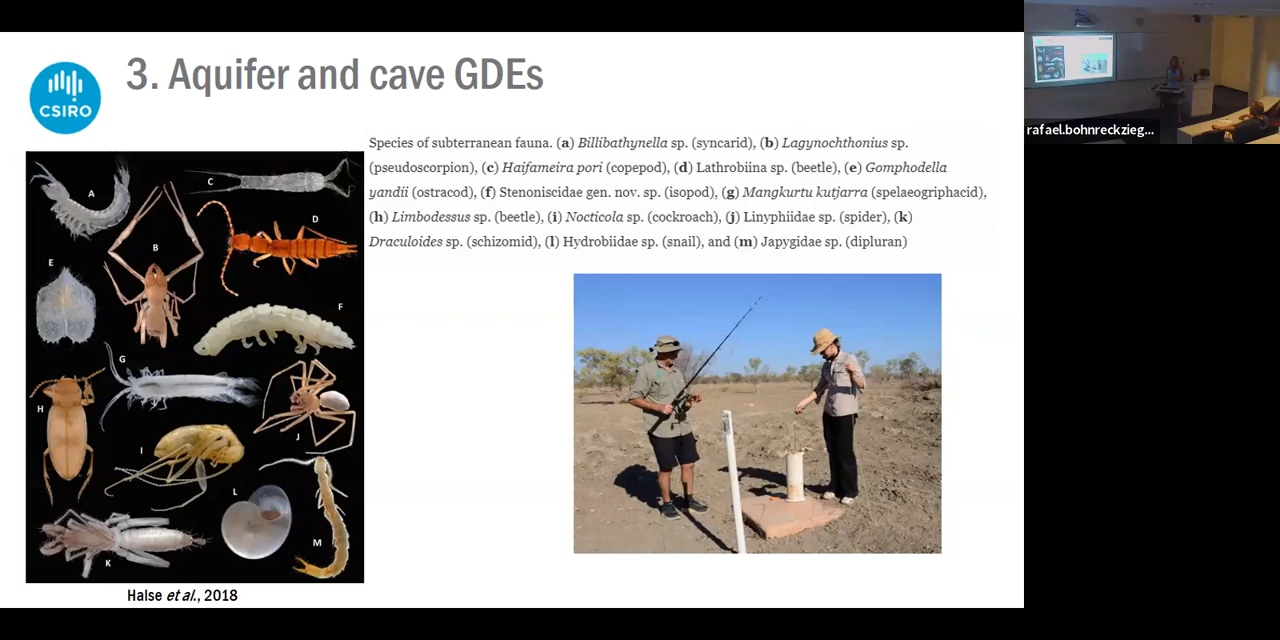 3. Aquifer and cave GDEs
CSIRO
Species of subterranean fauna. (a) Billibathynella sp. (syncarid), (b) Lagynochthonius sp.
(pseudoscorpion), (c) Haifameira pori (copepod), (d) Lathrobiina sp. (beetle), (e) Gomphodella
yandii (ostracod), (f) Stenoniscidae gen. nov. sp. (isopod), (g) Mangkurtu kutjarra (spelaeogriphacid),
(h) Limbodessus sp. (beetle), (i) Nocticola sp. (cockroach), (j) Linyphiidae sp. (spider), (k)
Draculoides sp. (schizomid), (l) Hydrobiidae sp. (snail), and (m) Japygidae sp. (dipluran)
A
C
B
D
E
F
G
H
J
I
L
M
K
Halse et al., 2018
rafael.bohnreckzieg...